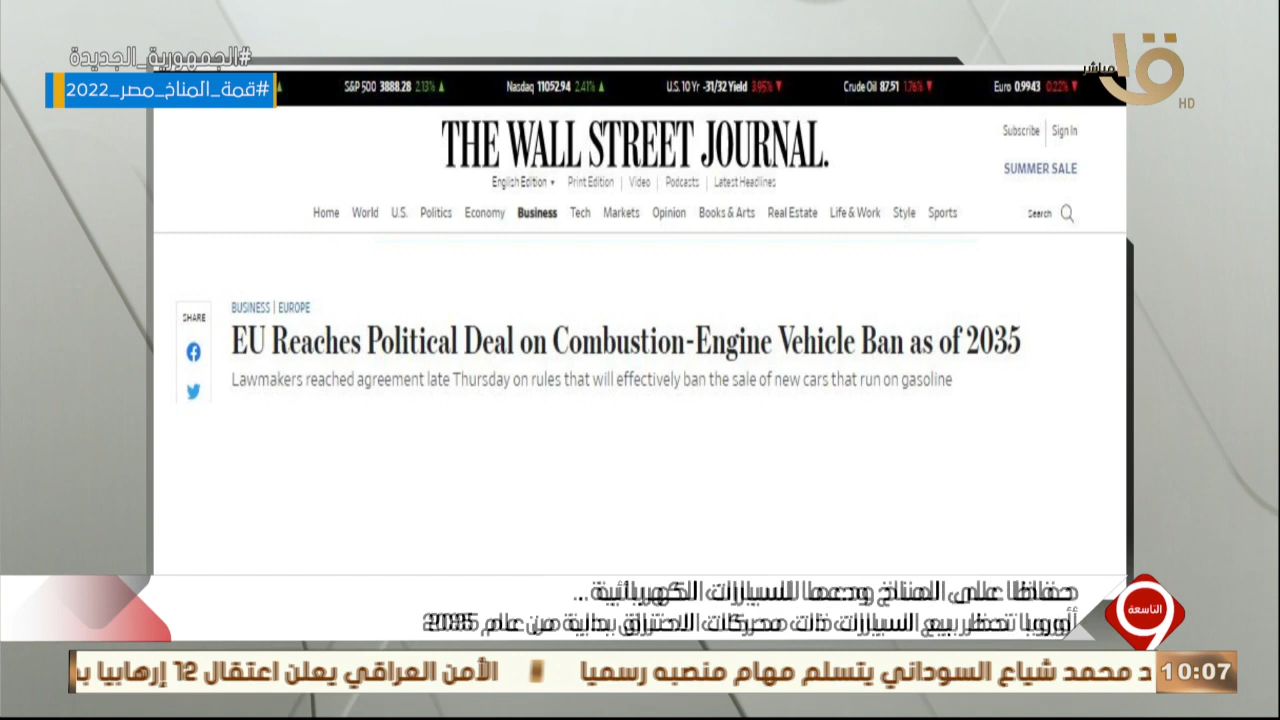 #الجمهورية_الجديدة
#قمة_المناخ_مصر_2022
مباشر
HD
S&P 500 3888.28 2.13% ▲ Nasdaq 11052.94 2.41% ▲ U.S. 10 Yr -31/32 Yield 3.95% ▼ Crude Oil 87.51 1.76% ▼ Euro 0.9943 0.22% ▼
THE WALL STREET JOURNAL.
Subscribe | Sign In
SUMMER SALE
English Edition ▾ Print Edition | Video | Podcasts | Latest Headlines
Home World U.S. Politics Economy Business Tech Markets Opinion Books & Arts Real Estate Life & Work Style Sports Search
SHARE
BUSINESS | EUROPE
EU Reaches Political Deal on Combustion-Engine Vehicle Ban as of 2035
Lawmakers reached agreement late Thursday on rules that will effectively ban the sale of new cars that run on gasoline
حفاظا على المناخ ودعما للسيارات الكهربائية ..
أوروبا تحظر بيع السيارات ذات محركات الاحتراق بداية من عام 2035
التاسعة
9
د محمد شياع السوداني يتسلم مهام منصبه رسميا
الأمن العراقي يعلن اعتقال 12 إرهابيا
10:07